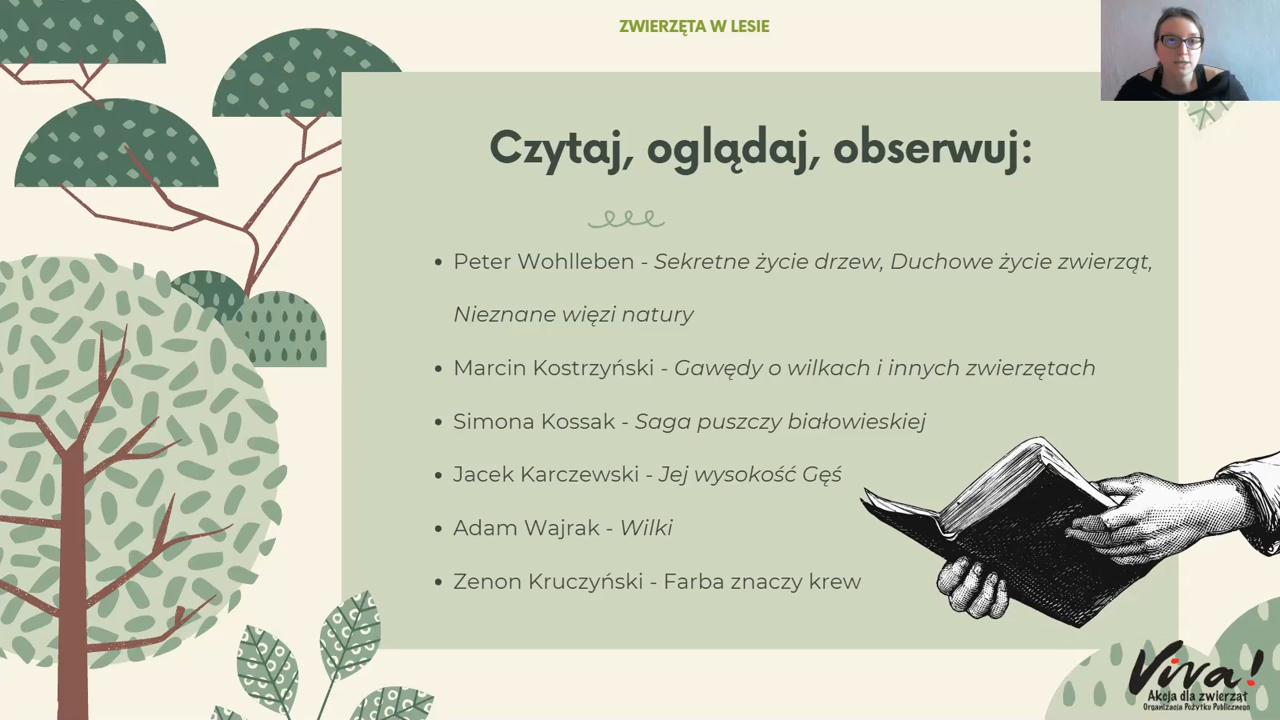 ZWIERZĘTA W LESIE
Czytaj, oglądaj, obserwuj:
• Peter Wohlleben - Sekretne życie drzew, Duchowe życie zwierząt,
Nieznane więzi natury
• Marcin Kostrzyński - Gawędy o wilkach i innych zwierzętach
• Simona Kossak - Saga puszczy białowieskiej
• Jacek Karczewski - Jej wysokość Gęś
• Adam Wajrak - Wilki
• Zenon Kruczyński - Farba znaczy krew
Viva!
Akcja dla zwierząt
Organizacja Pożytku Publicznego